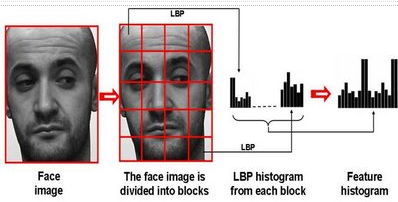 LBP
LBP
Face
image
The face image is
divided into blocks
LBP histogram
from each block
Feature
histogram